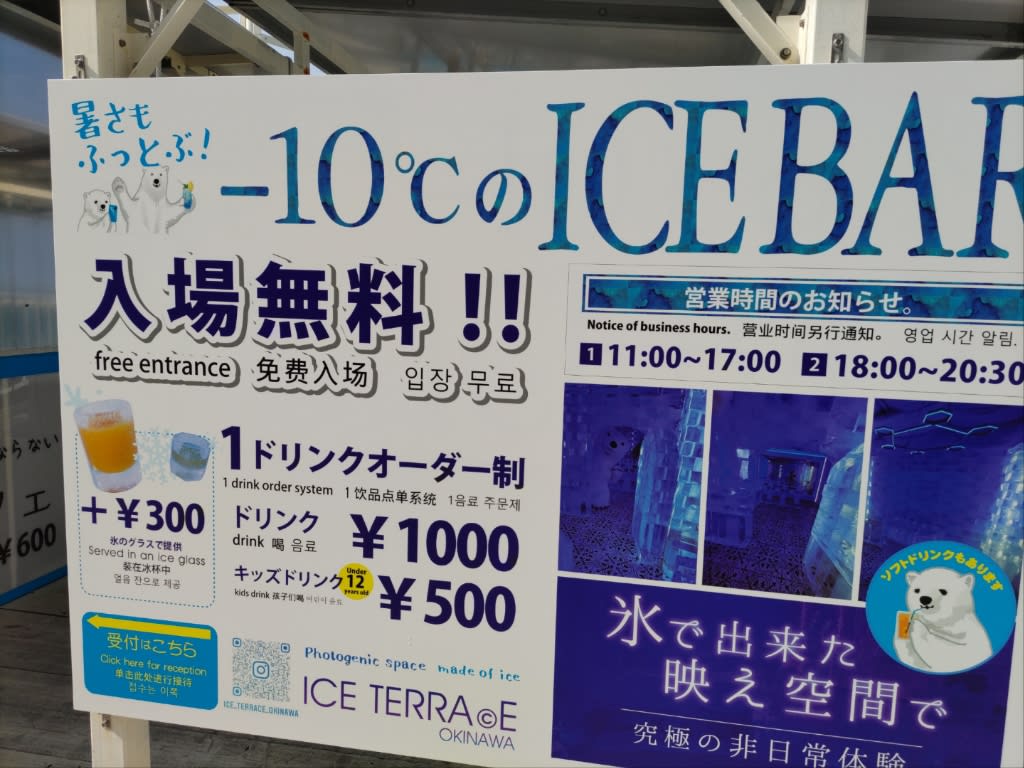 暑さも
ふっとぶ!
-10℃のICE BAR
入場無料!!
free entrance 免费入场 입장 무료
営業時間のお知らせ。
Notice of business hours. 营业时间另行通知。 영업 시간 알림.
1 11:00~17:00 2 18:00~20:30
1ドリンクオーダー制
1 drink order system 1 饮品点单系统 1음료 주문제
ドリンク ¥1000
drink 喝 음료
キッズドリンク Under 12 years old ¥500
kids drink 孩子们喝 어린이 음료
+¥300
氷のグラスで提供
Served in an ice glass
装在冰杯中
얼음 잔으로 제공
受付はこちら
Click here for reception
单击此处进行接待
접수는 이쪽
ICE_TERRACE_OKINAWA
Photogenic space made of ice
ICE TERRA©E
OKINAWA
ソフトドリンクもあります
氷で出来た
映え空間で
究極の非日常体験
ならない
¥600